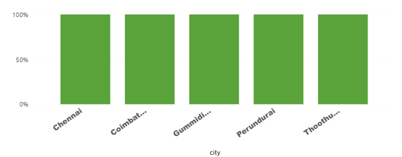 100%
50%
0%
Chennai
Coimbat...
Gummidi...
Perundurai
Thoothu...
city